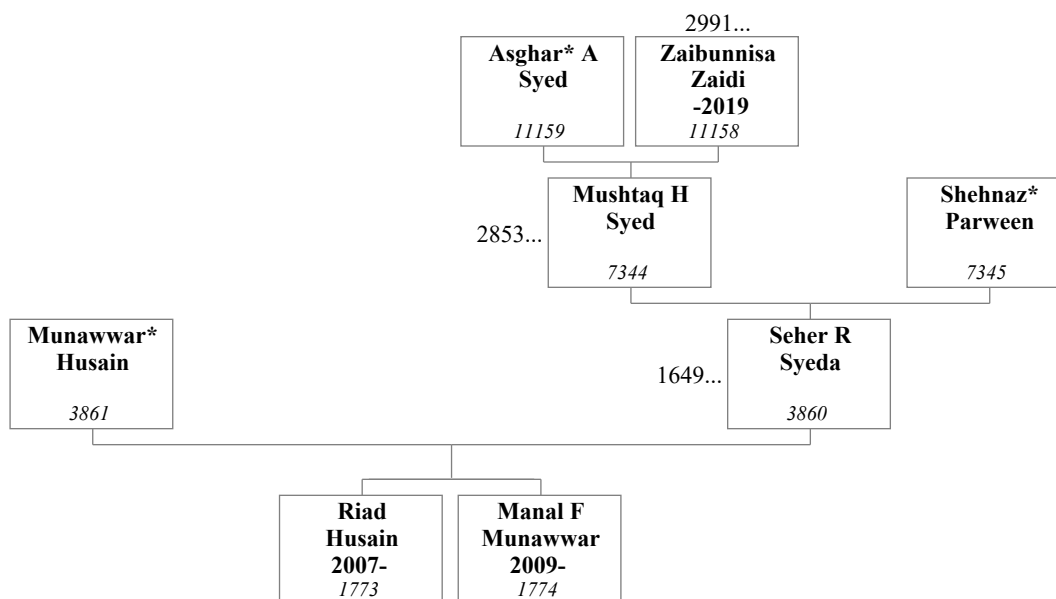 2991...
Asghar* A
Syed
11159
Zaibunnisa
Zaidi
-2019
11158
2853...
Mushtaq H
Syed
7344
Shehnaz*
Parween
7345
Munawwar*
Husain
3861
1649...
Seher R
Syeda
3860
Riad
Husain
2007-
1773
Manal F
Munawwar
2009-
1774